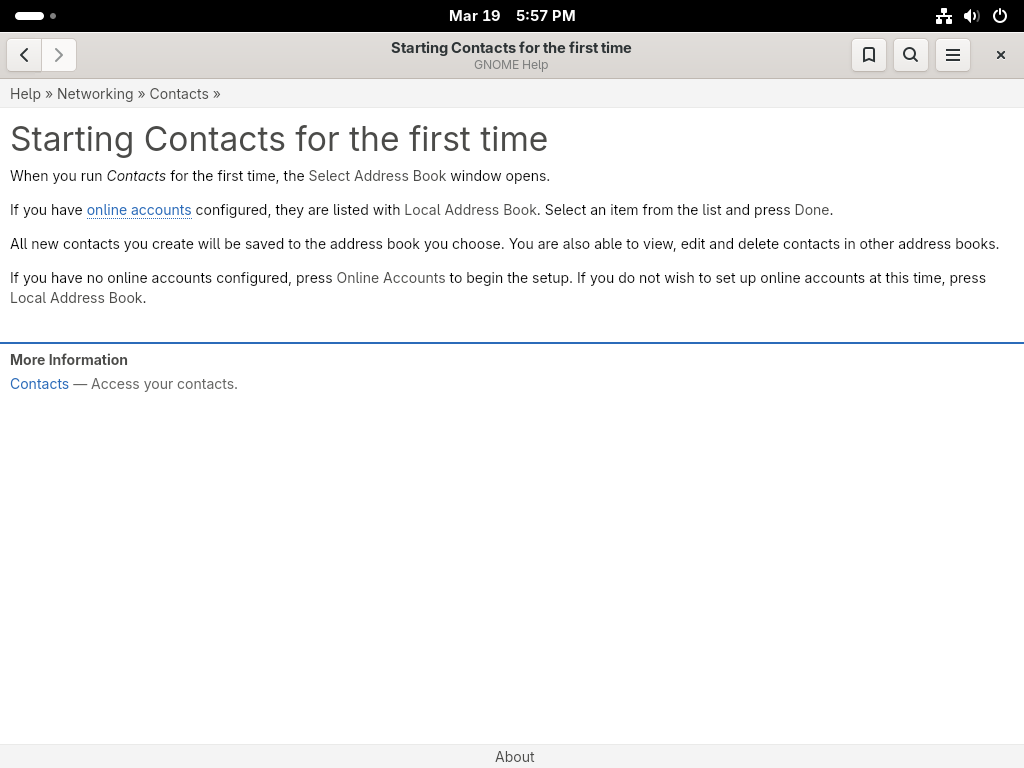 Mar 19 5:57 PM
Starting Contacts for the first time
GNOME Help
Help » Networking » Contacts »
Starting Contacts for the first time
When you run Contacts for the first time, the Select Address Book window opens.
If you have online accounts configured, they are listed with Local Address Book. Select an item from the list and press Done.
All new contacts you create will be saved to the address book you choose. You are also able to view, edit and delete contacts in other address books.
If you have no online accounts configured, press Online Accounts to begin the setup. If you do not wish to set up online accounts at this time, press
Local Address Book.
More Information
Contacts — Access your contacts.
About